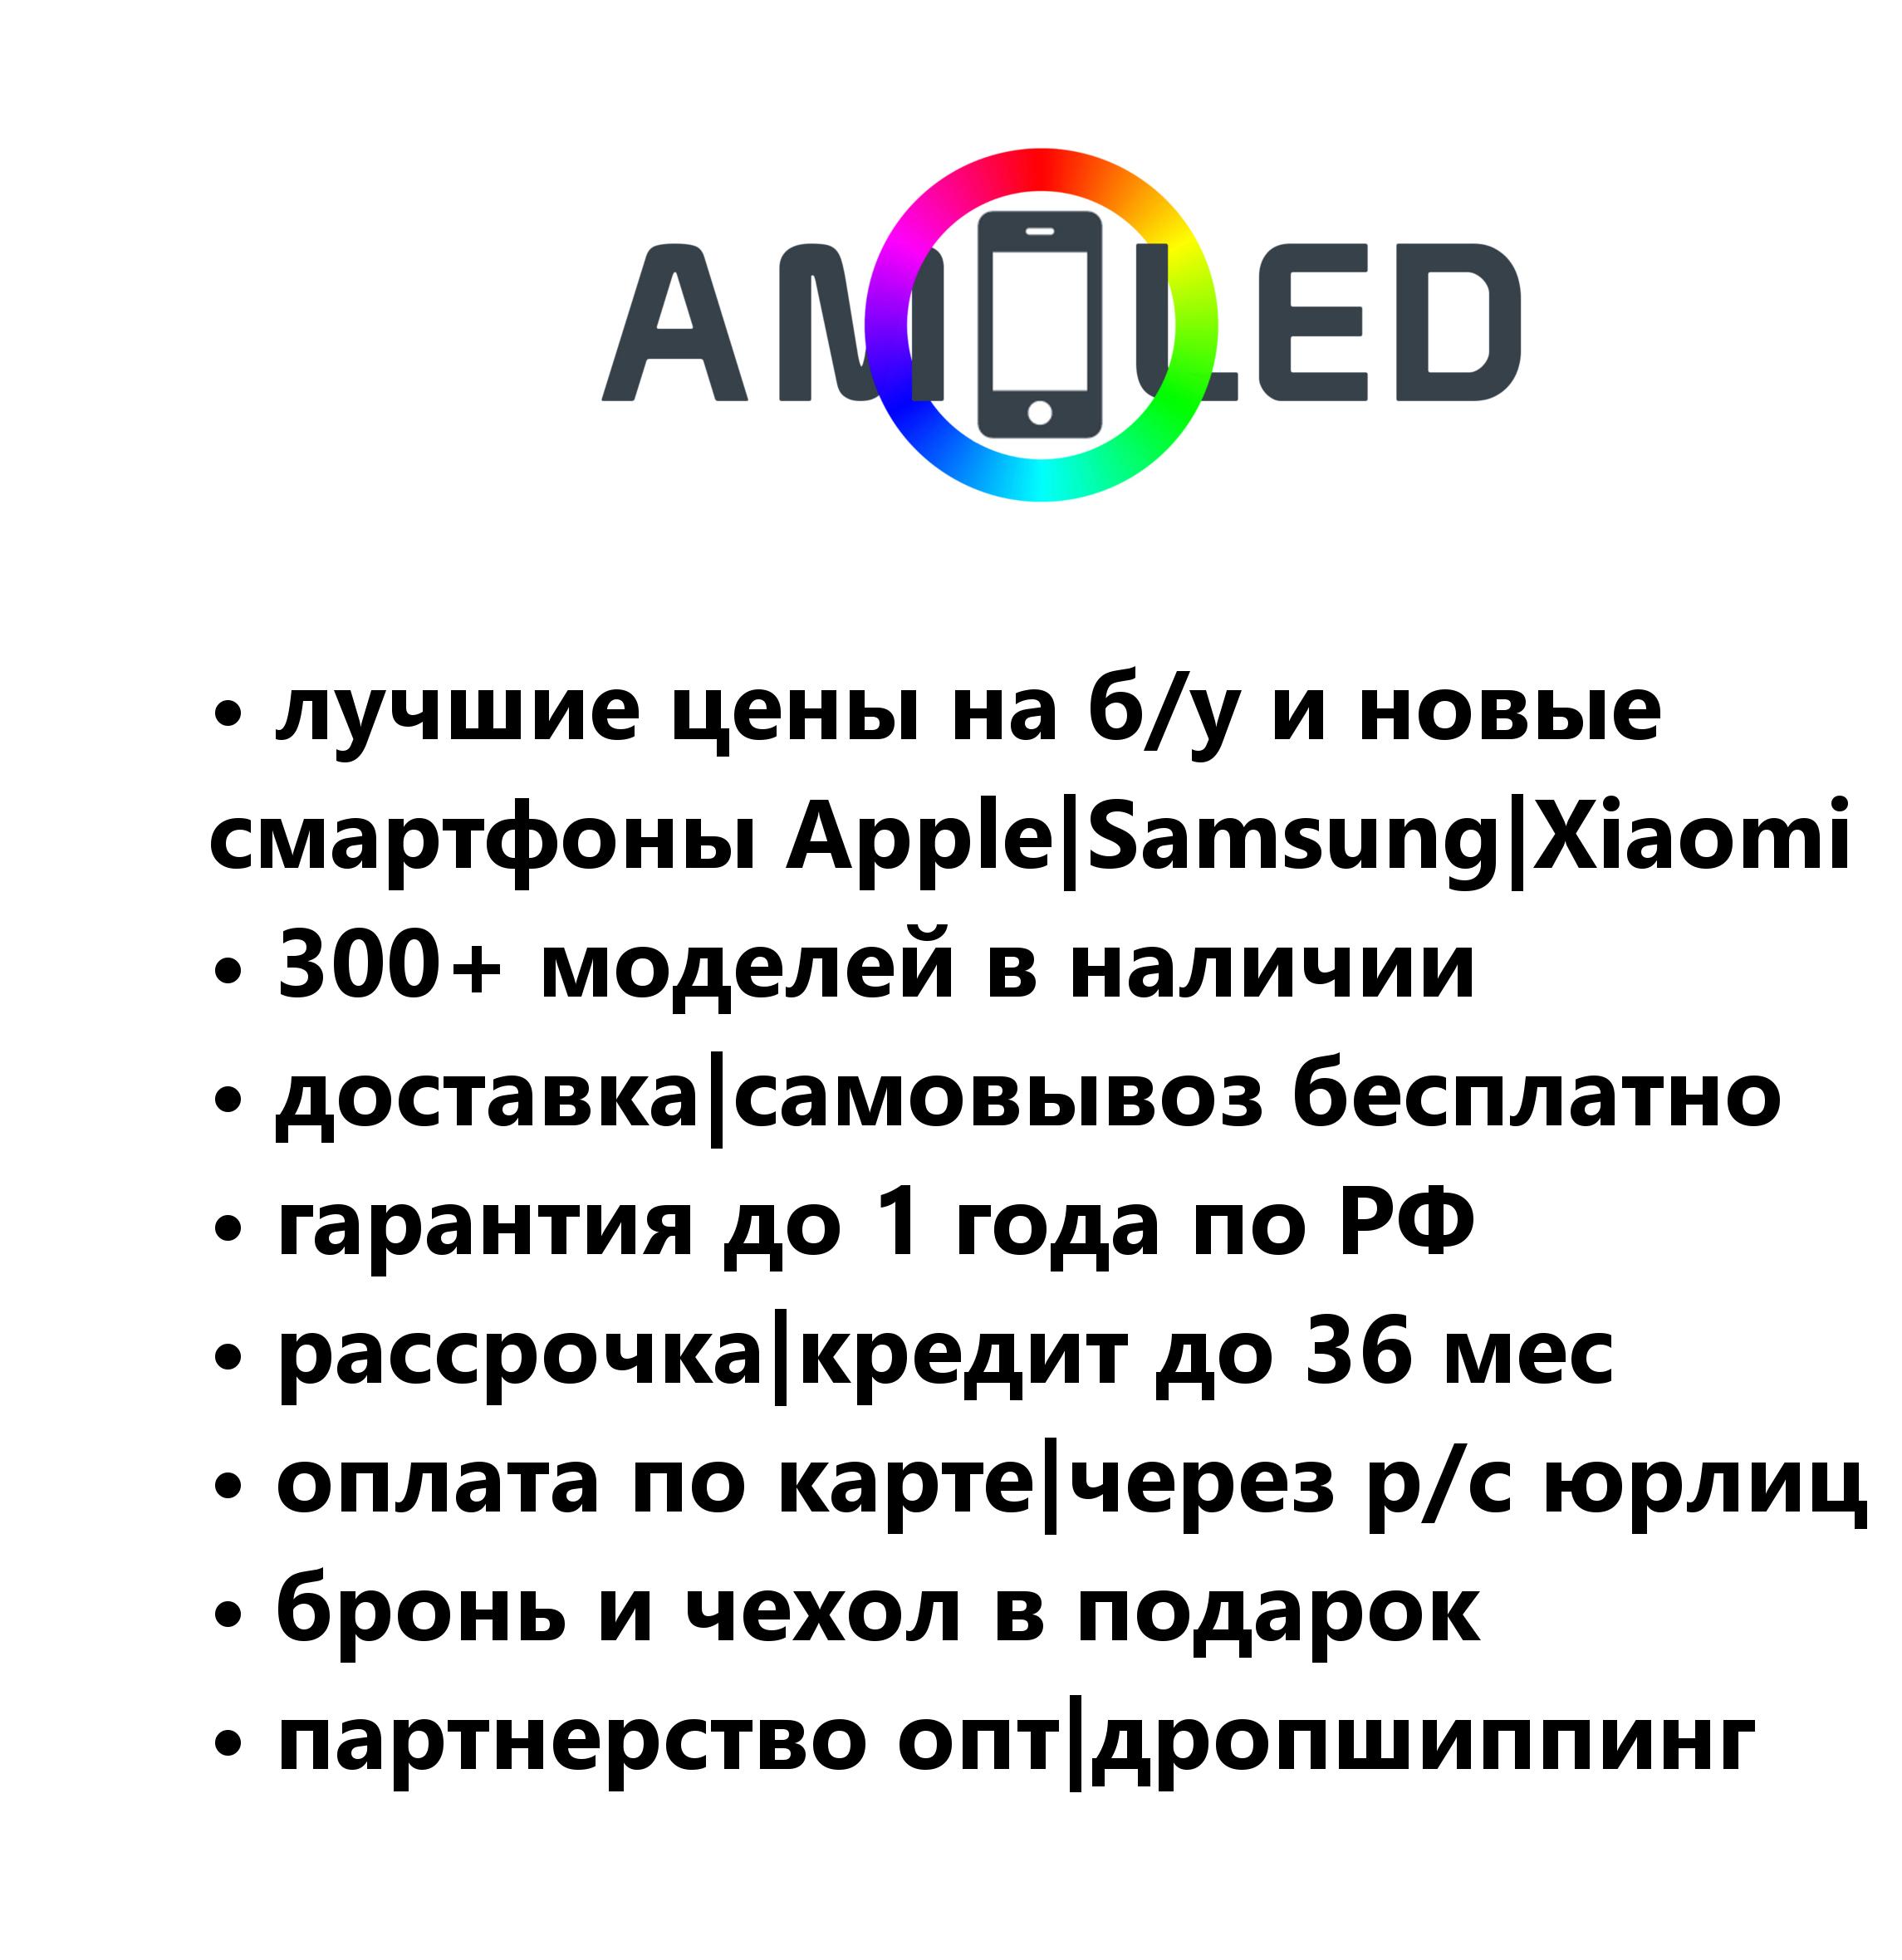 AMOLED
• лучшие цены на б/у и новые
смартфоны Apple|Samsung|Xiaomi
• 300+ моделей в наличии
• доставка|самовывоз бесплатно
• гарантия до 1 года по РФ
• рассрочка|кредит до 36 мес
• оплата по карте|через р/с юрлиц
• бронь и чехол в подарок
• партнерство опт|дропшиппинг